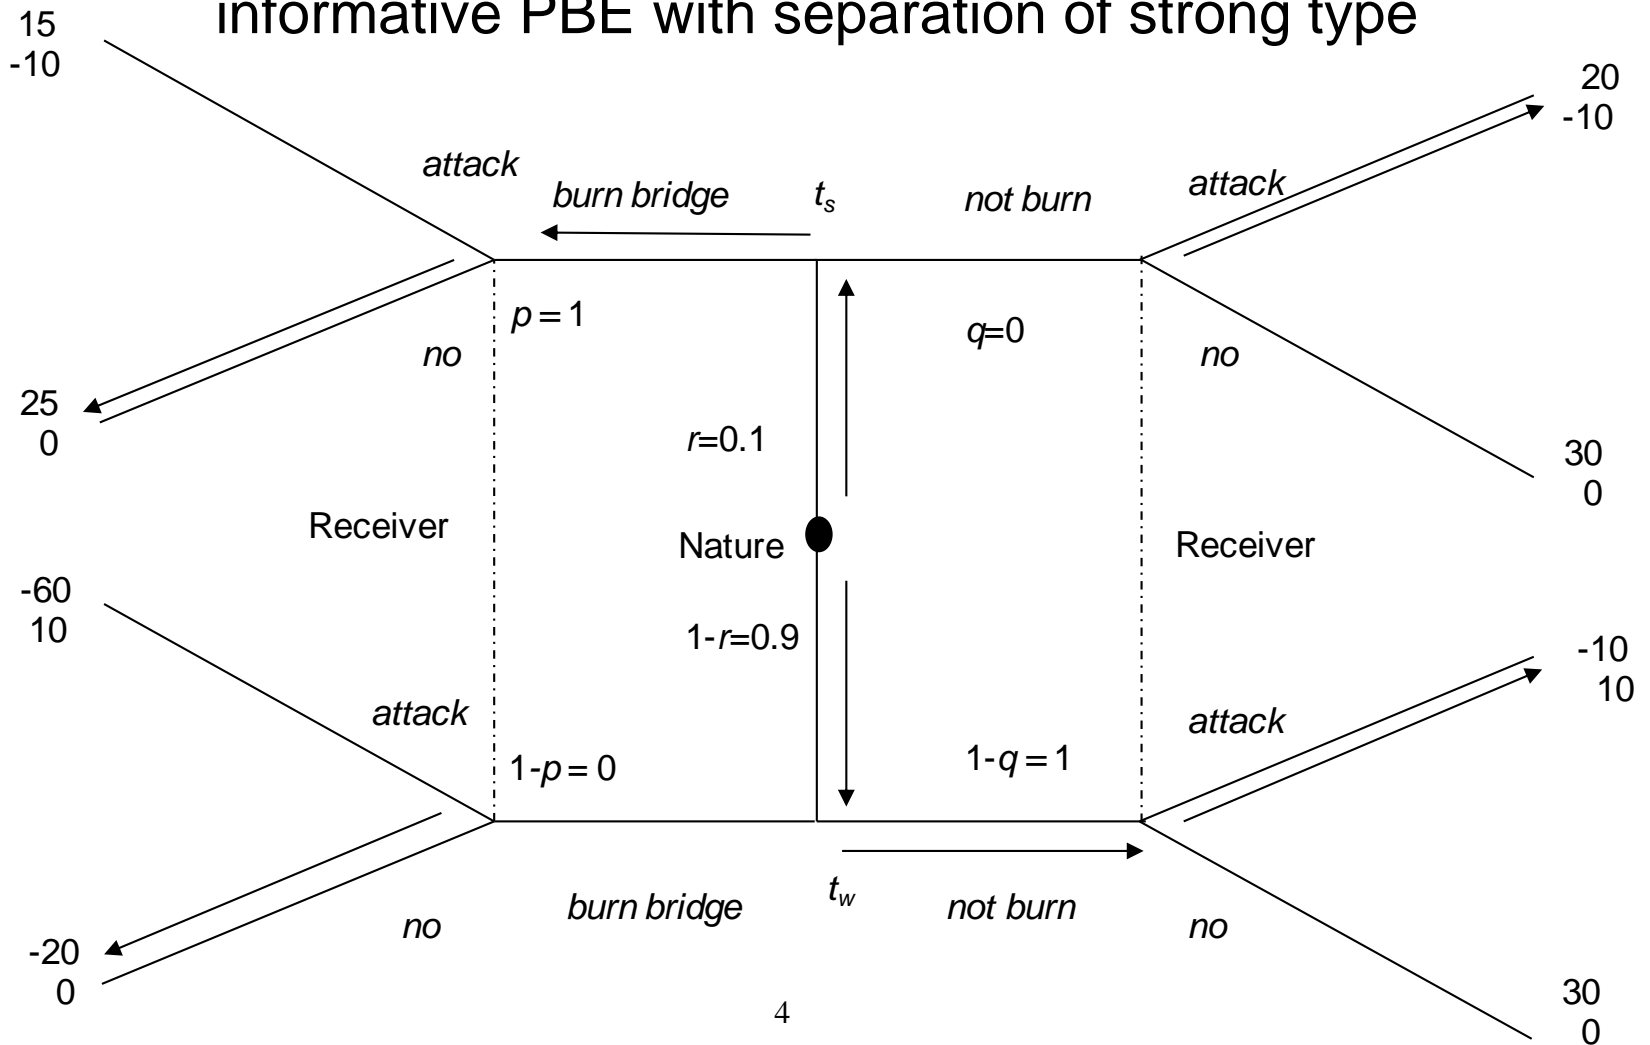 informative PBE with separation of strong type
15
-10
20
-10
attack
burn bridge
t_s
not burn
attack
p = 1
q=0
no
no
25
0
r=0.1
30
0
Receiver
Nature
Receiver
-60
10
1-r=0.9
-10
10
attack
attack
1-p = 0
1-q = 1
t_w
burn bridge
not burn
no
no
-20
0
30
0
4